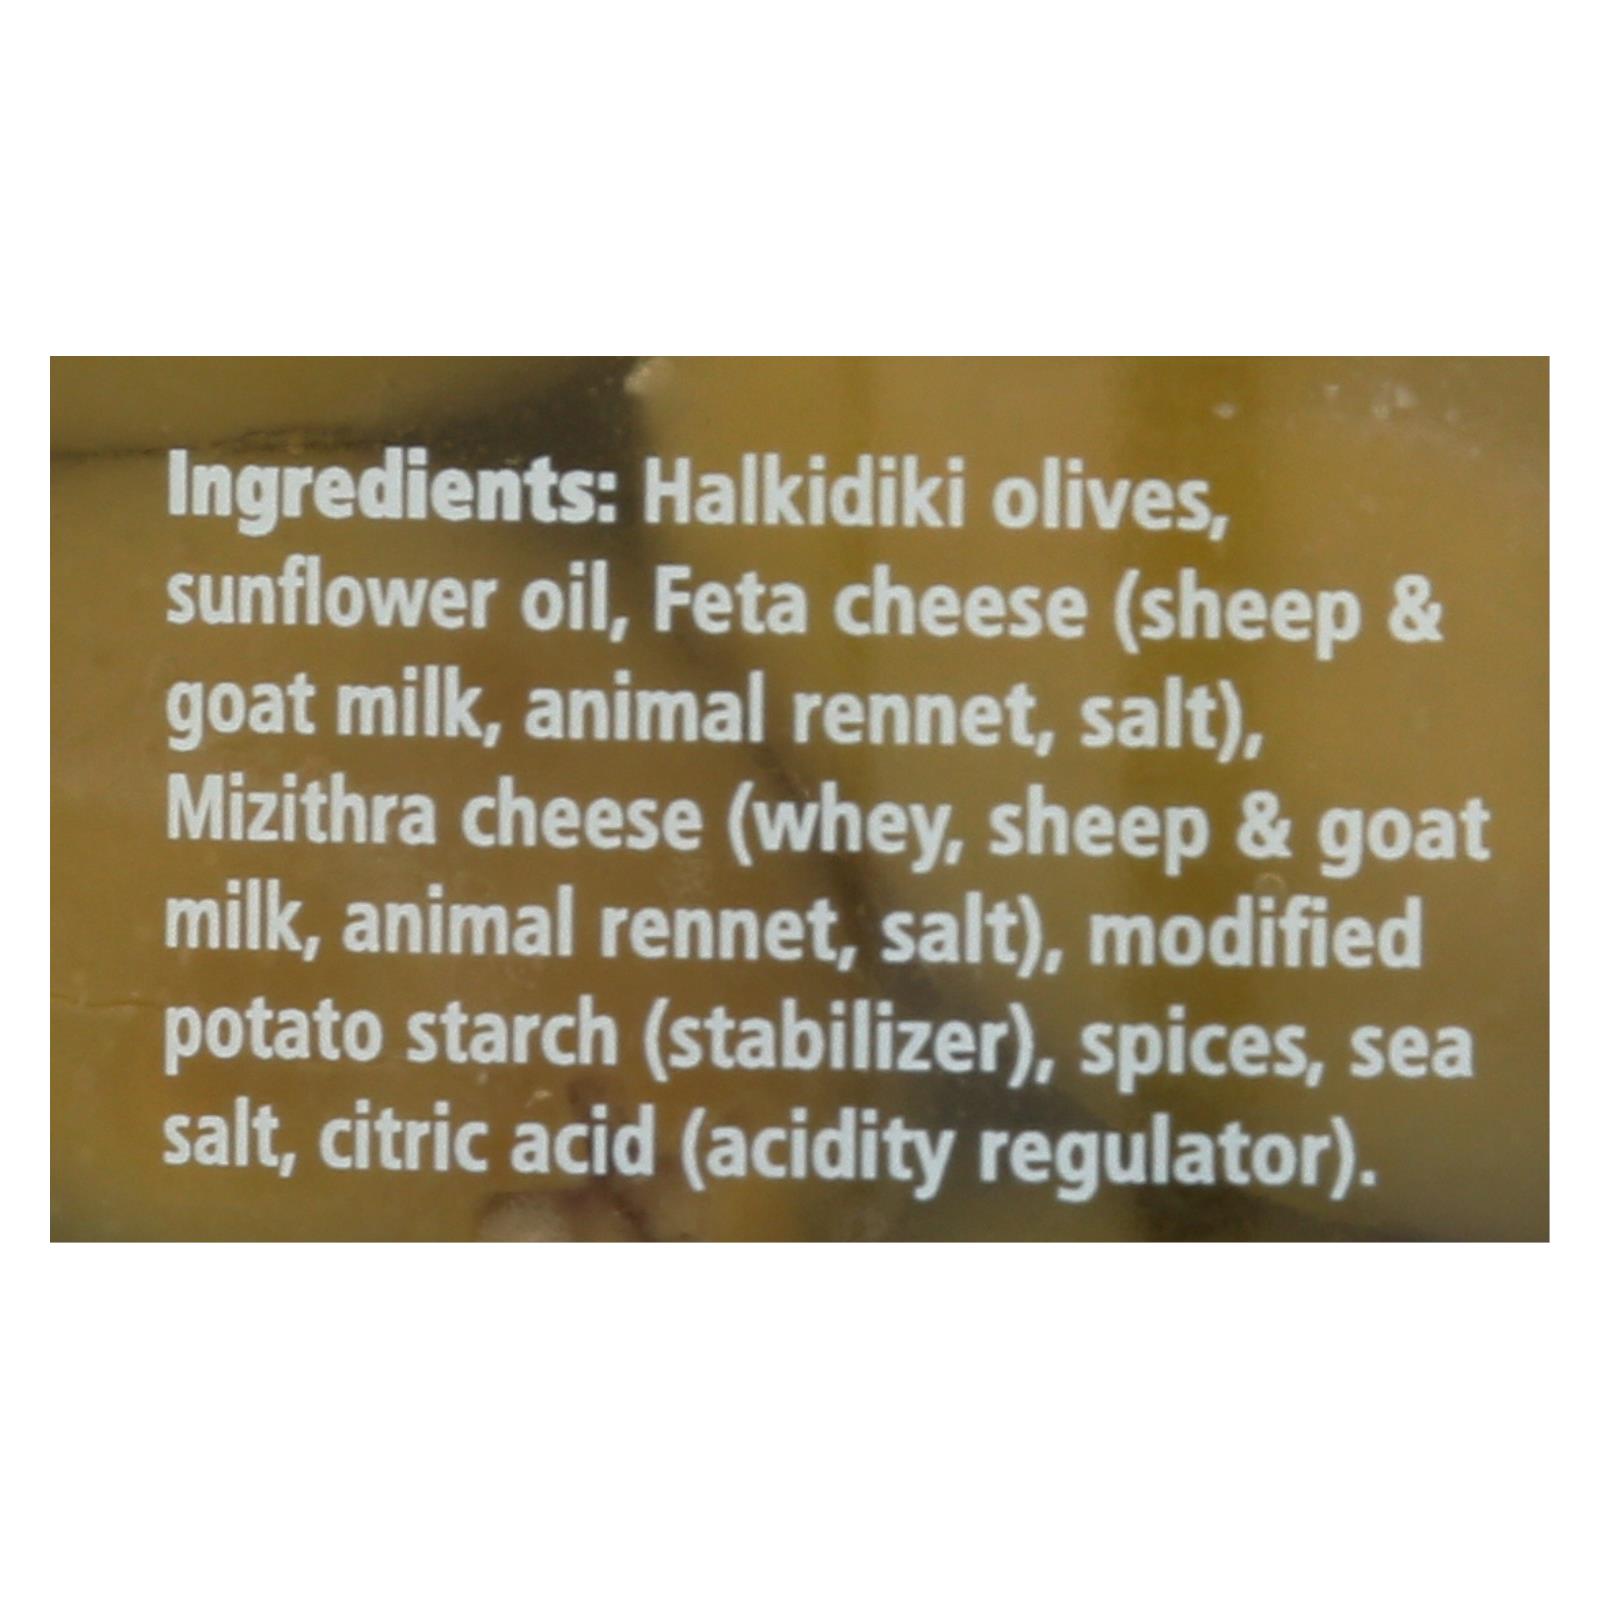 Ingredients: Halkidiki olives,
sunflower oil, Feta cheese (sheep &
goat milk, animal rennet, salt),
Mizithra cheese (whey, sheep & goat
milk, animal rennet, salt), modified
potato starch (stabilizer), spices, sea
salt, citric acid (acidity regulator).